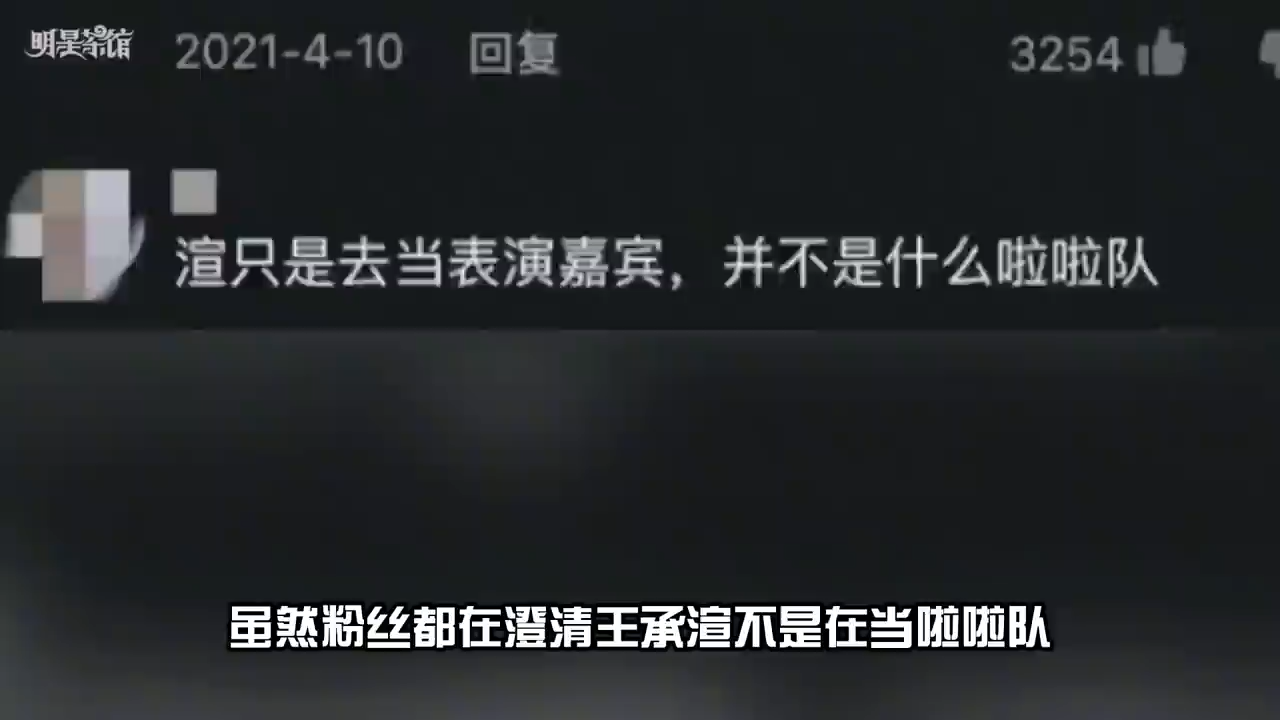 明星茶馆
2021-4-10 回复 3254
渲只是去当表演嘉宾，并不是什么啦啦队
虽然粉丝都在澄清王承渲不是在当啦啦队